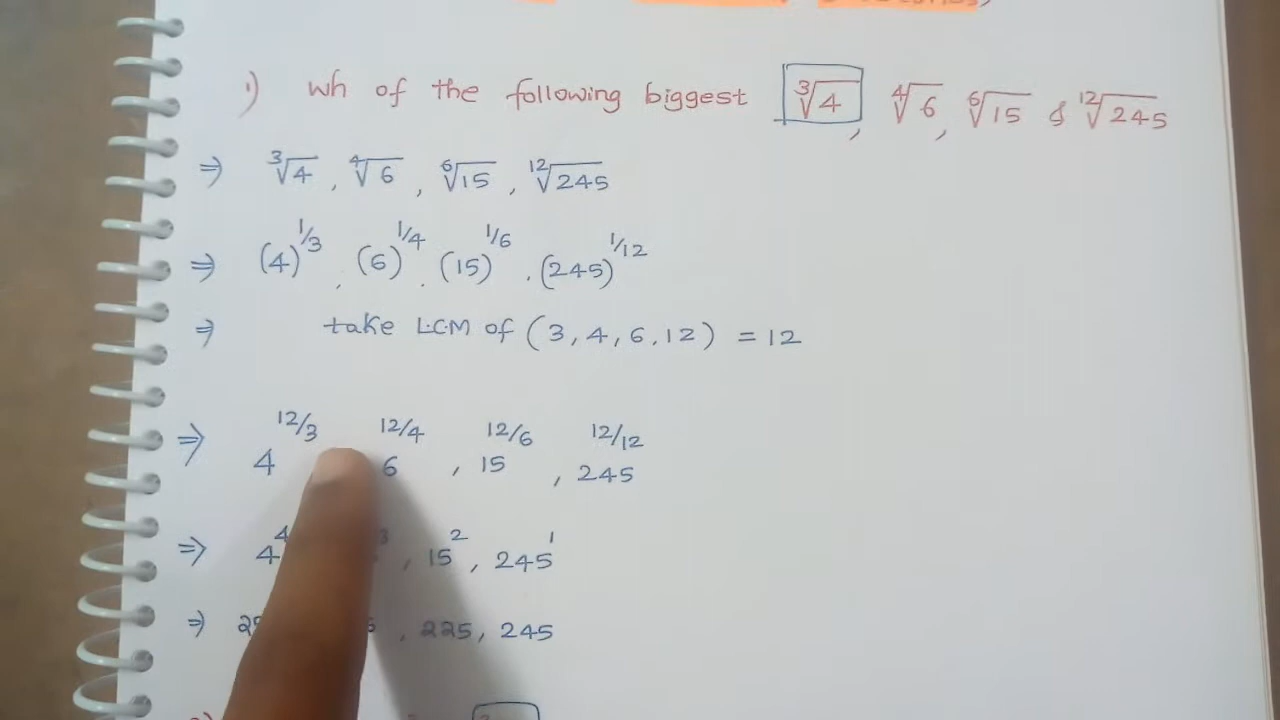 1) Wh of the following biggest ∛4, ∜6, ⁶√15 & ¹²√245
⇒ ∛4, ∜6, ⁶√15, ¹²√245
⇒ (4)^1/3, (6)^1/4, (15)^1/6, (245)^1/12
⇒ take L.C.M of (3, 4, 6, 12) = 12
⇒ 4^12/3 6^12/4, 15^12/6, 245^12/12
⇒ 4^4 3, 15^2, 245^1
⇒ , 225, 245